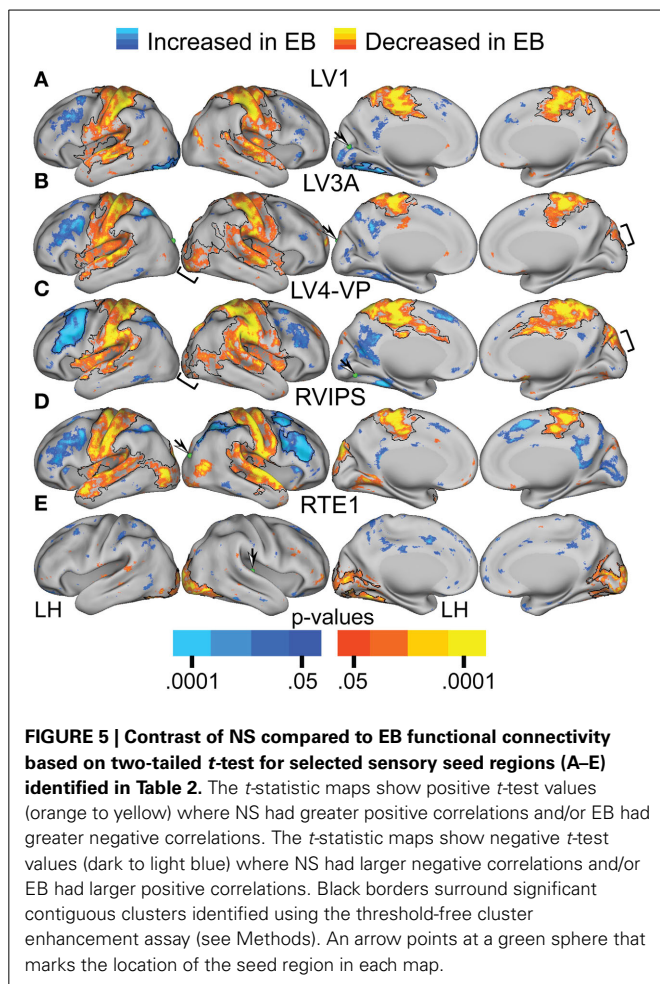 Increased in EB Decreased in EB
A LV1
B LV3A
C LV4-VP
D RVIPS
E RTE1
LH LH
p-values
.0001 .05 .05 .0001
FIGURE 5 | Contrast of NS compared to EB functional connectivity
based on two-tailed t-test for selected sensory seed regions (A–E)
identified in Table 2. The t-statistic maps show positive t-test values
(orange to yellow) where NS had greater positive correlations and/or EB had
greater negative correlations. The t-statistic maps show negative t-test
values (dark to light blue) where NS had larger negative correlations and/or
EB had larger positive correlations. Black borders surround significant
contiguous clusters identified using the threshold-free cluster
enhancement assay (see Methods). An arrow points at a green sphere that
marks the location of the seed region in each map.